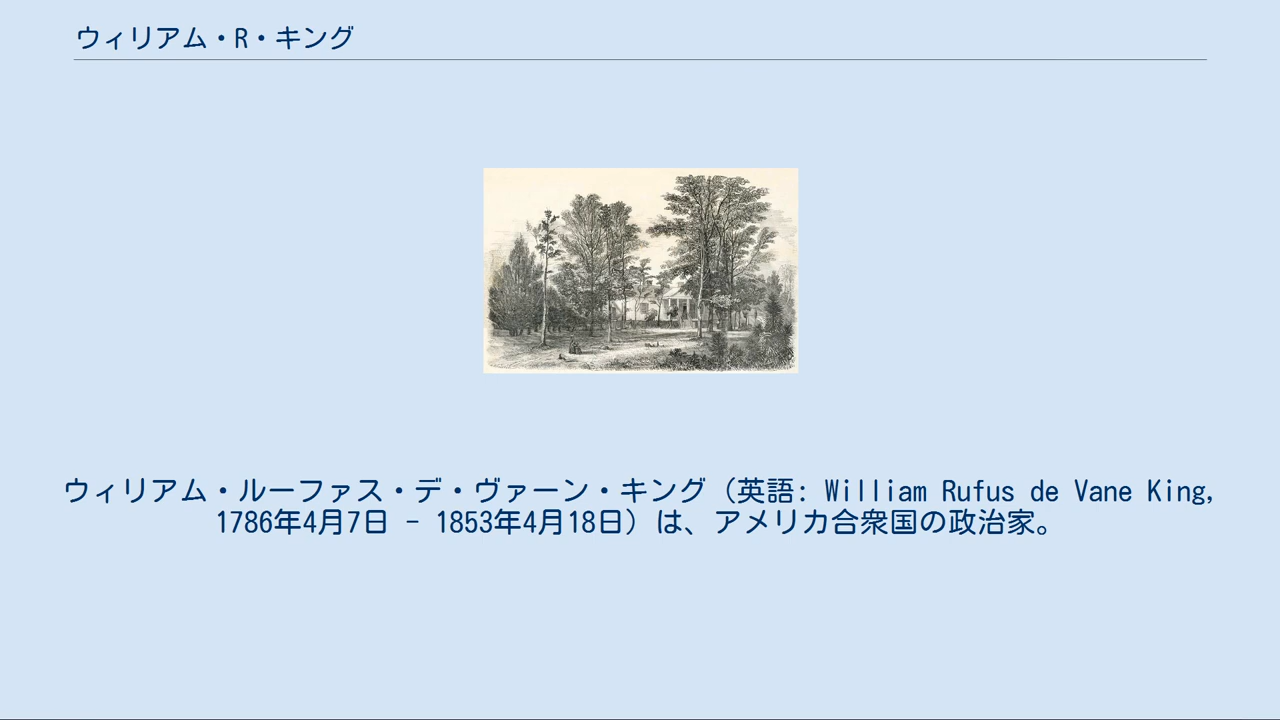 ウィリアム・R・キング
ウィリアム・ルーファス・デ・ヴァーン・キング（英語: William Rufus de Vane King,
1786年4月7日 - 1853年4月18日）は、アメリカ合衆国の政治家。